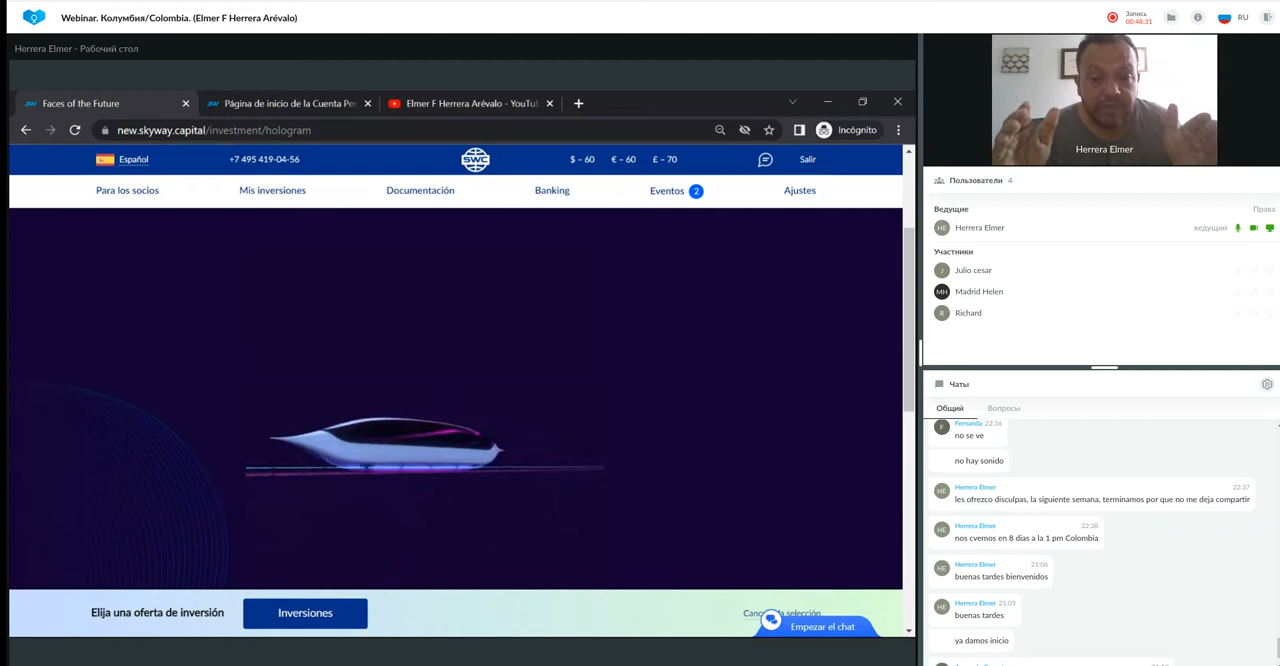 Webinar. Колумбия/Colombia. (Elmer F Herrera Arévalo)
Запись
00:48:31
RU
Herrera Elmer - Рабочий стол
Faces of the Future
Página de inicio de la Cuenta Per
Elmer F Herrera Arévalo - YouTu
new.skyway.capital/investment/hologram
Incógnito
Español
+7 495 419-04-56
SWC
$ – 60
€ – 60
£ – 70
Salir
Para los socios
Mis inversiones
Documentación
Banking
Eventos 2
Ajustes
Elija una oferta de inversión
Inversiones
Empezar el chat
Herrera Elmer
Пользователи 4
Ведущие
Права
HE Herrera Elmer
ведущий
Участники
J Julio cesar
MH Madrid Helen
R Richard
Чаты
Общий
Вопросы
F Fernanda 22:36
no se ve
no hay sonido
HE Herrera Elmer 22:37
les ofrezco disculpas, la siguiente semana, terminamos por que no me deja compartir
HE Herrera Elmer 22:38
nos cvemos en 8 dias a la 1 pm Colombia
HE Herrera Elmer 21:06
buenas tardes bienvenidos
HE Herrera Elmer 21:05
buenas tardes
ya damos inicio